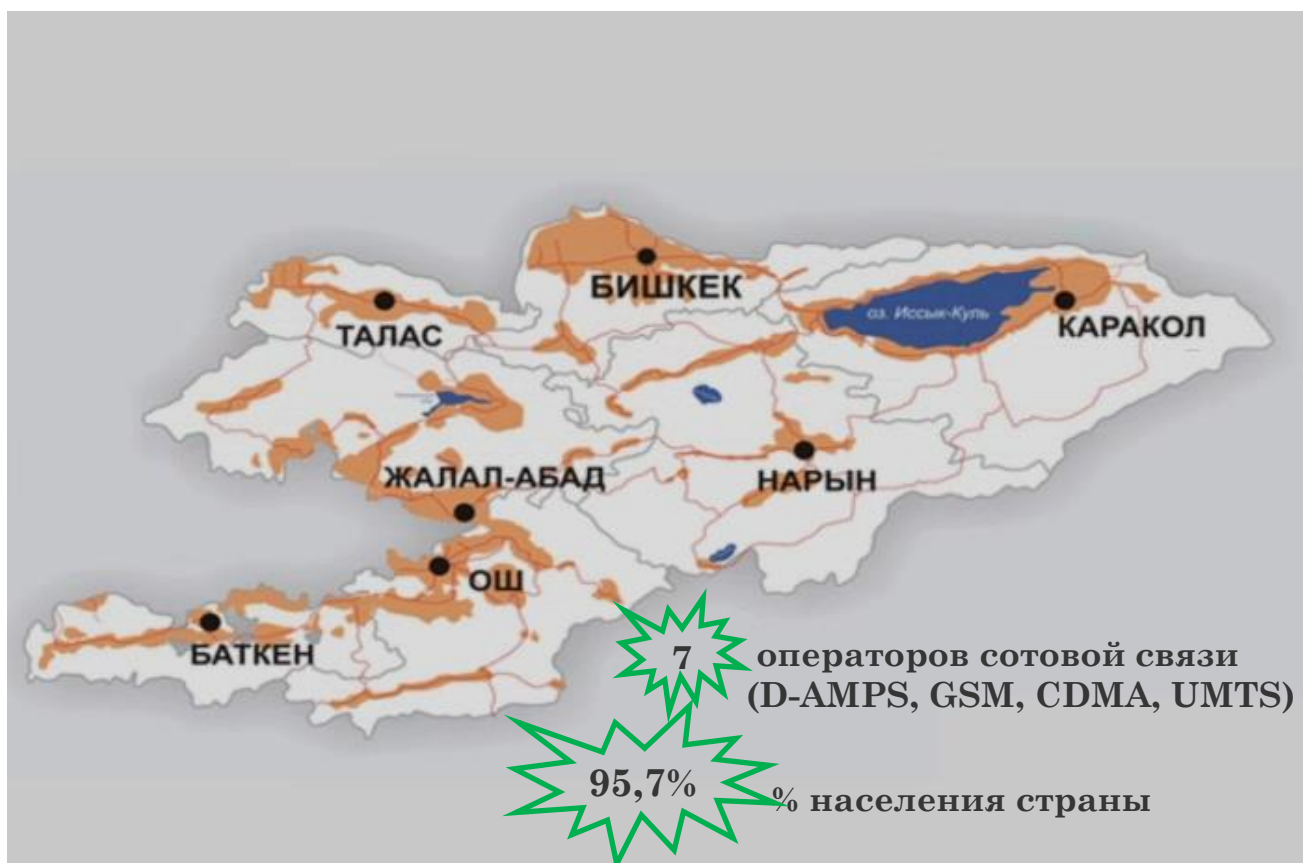 БИШКЕК
ТАЛАС
оз. Иссык-Куль
КАРАКОЛ
ЖАЛАЛ-АБАД
НАРЫН
ОШ
БАТКЕН
7 операторов сотовой связи
(D-AMPS, GSM, CDMA, UMTS)
95,7% % населения страны